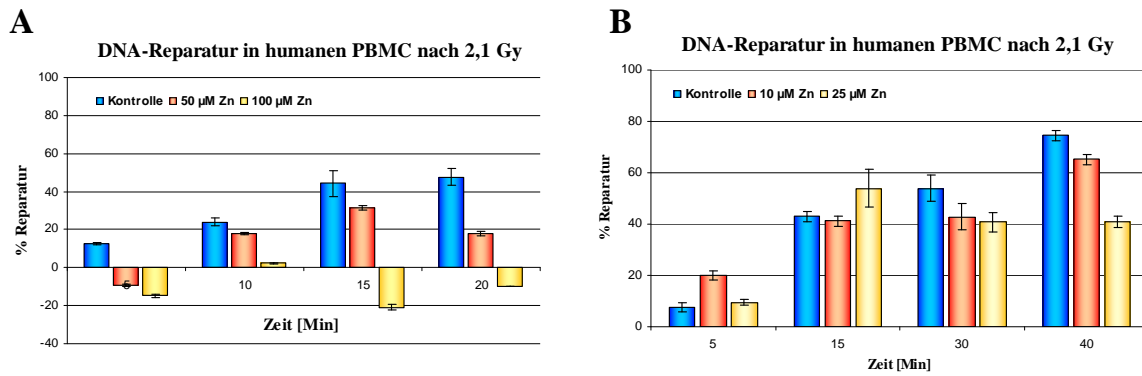 A
DNA-Reparatur in humanen PBMC nach 2,1 Gy
Kontrolle 50 µM Zn 100 µM Zn
% Reparatur
100
80
60
40
20
0
-20
-40
5 10 15 20
Zeit [Min]
B
DNA-Reparatur in humanen PBMC nach 2,1 Gy
Kontrolle 10 µM Zn 25 µM Zn
% Reparatur
100
80
60
40
20
0
5 15 30 40
Zeit [Min]